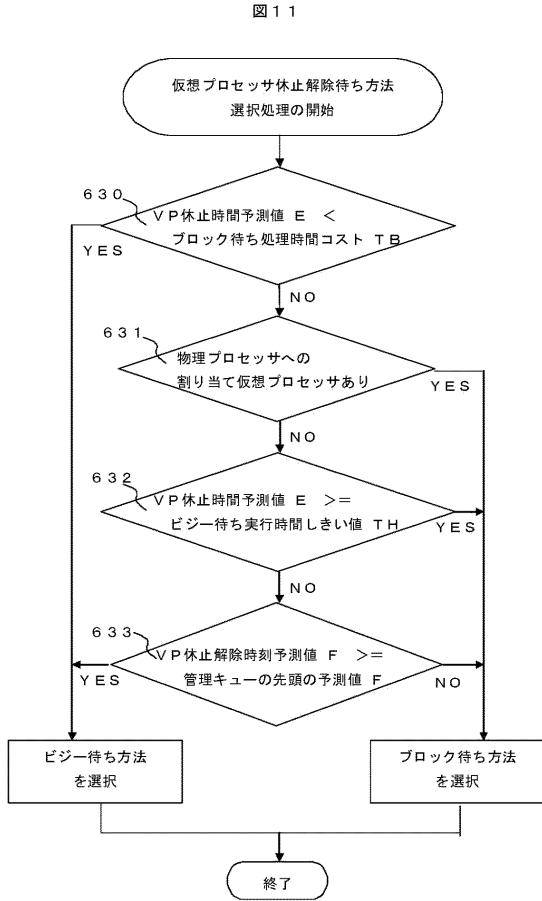 図１１
仮想プロセッサ休止解除待ち方法
選択処理の開始
６３０
ＶＰ休止時間予測値 Ｅ ＜
ブロック待ち処理時間コスト ＴＢ
ＹＥＳ
ＮＯ
６３１
物理プロセッサへの
割り当て仮想プロセッサあり
ＹＥＳ
ＮＯ
６３２
ＶＰ休止時間予測値 Ｅ ＞＝
ビジー待ち実行時間しきい値 ＴＨ
ＹＥＳ
ＮＯ
６３３
ＶＰ休止解除時刻予測値 Ｆ ＞＝
管理キューの先頭の予測値 Ｆ
ＹＥＳ
ＮＯ
ビジー待ち方法
を選択
ブロック待ち方法
を選択
終了